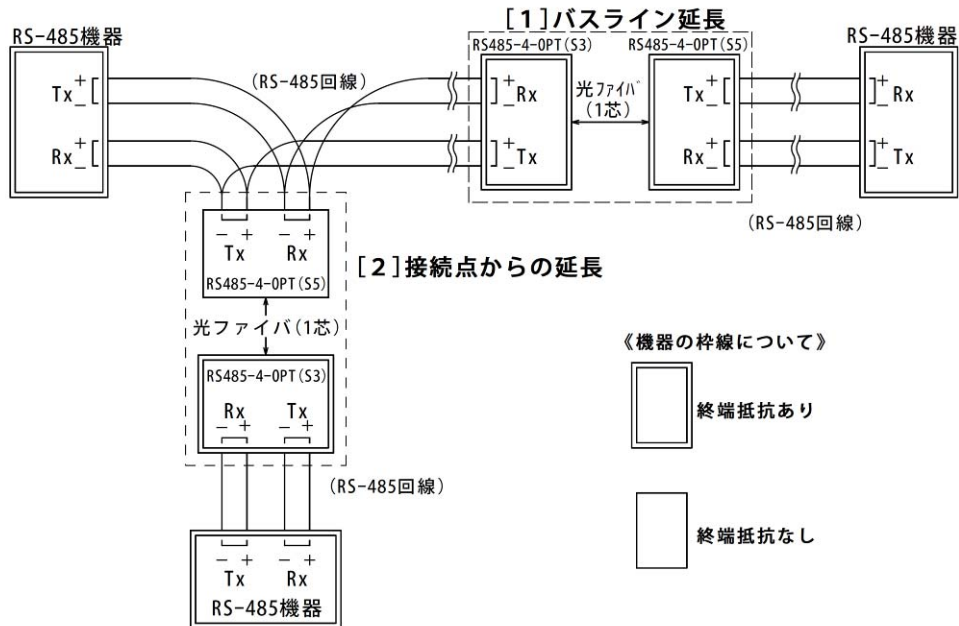 [1]バスライン延長
RS-485機器
RS485-4-OPT(S3)
RS485-4-OPT(S5)
RS-485機器
(RS-485回線)
Tx + −
Rx + −
+ − Rx
+ − Tx
光ファイバ
(1芯)
Tx + −
Rx + −
+ − Rx
+ − Tx
(RS-485回線)
− + − +
Tx Rx
RS485-4-OPT(S5)
[2]接続点からの延長
光ファイバ(1芯)
RS485-4-OPT(S3)
Rx Tx
− + − +
(RS-485回線)
− + − +
Tx Rx
RS-485機器
《機器の枠線について》
終端抵抗あり
終端抵抗なし